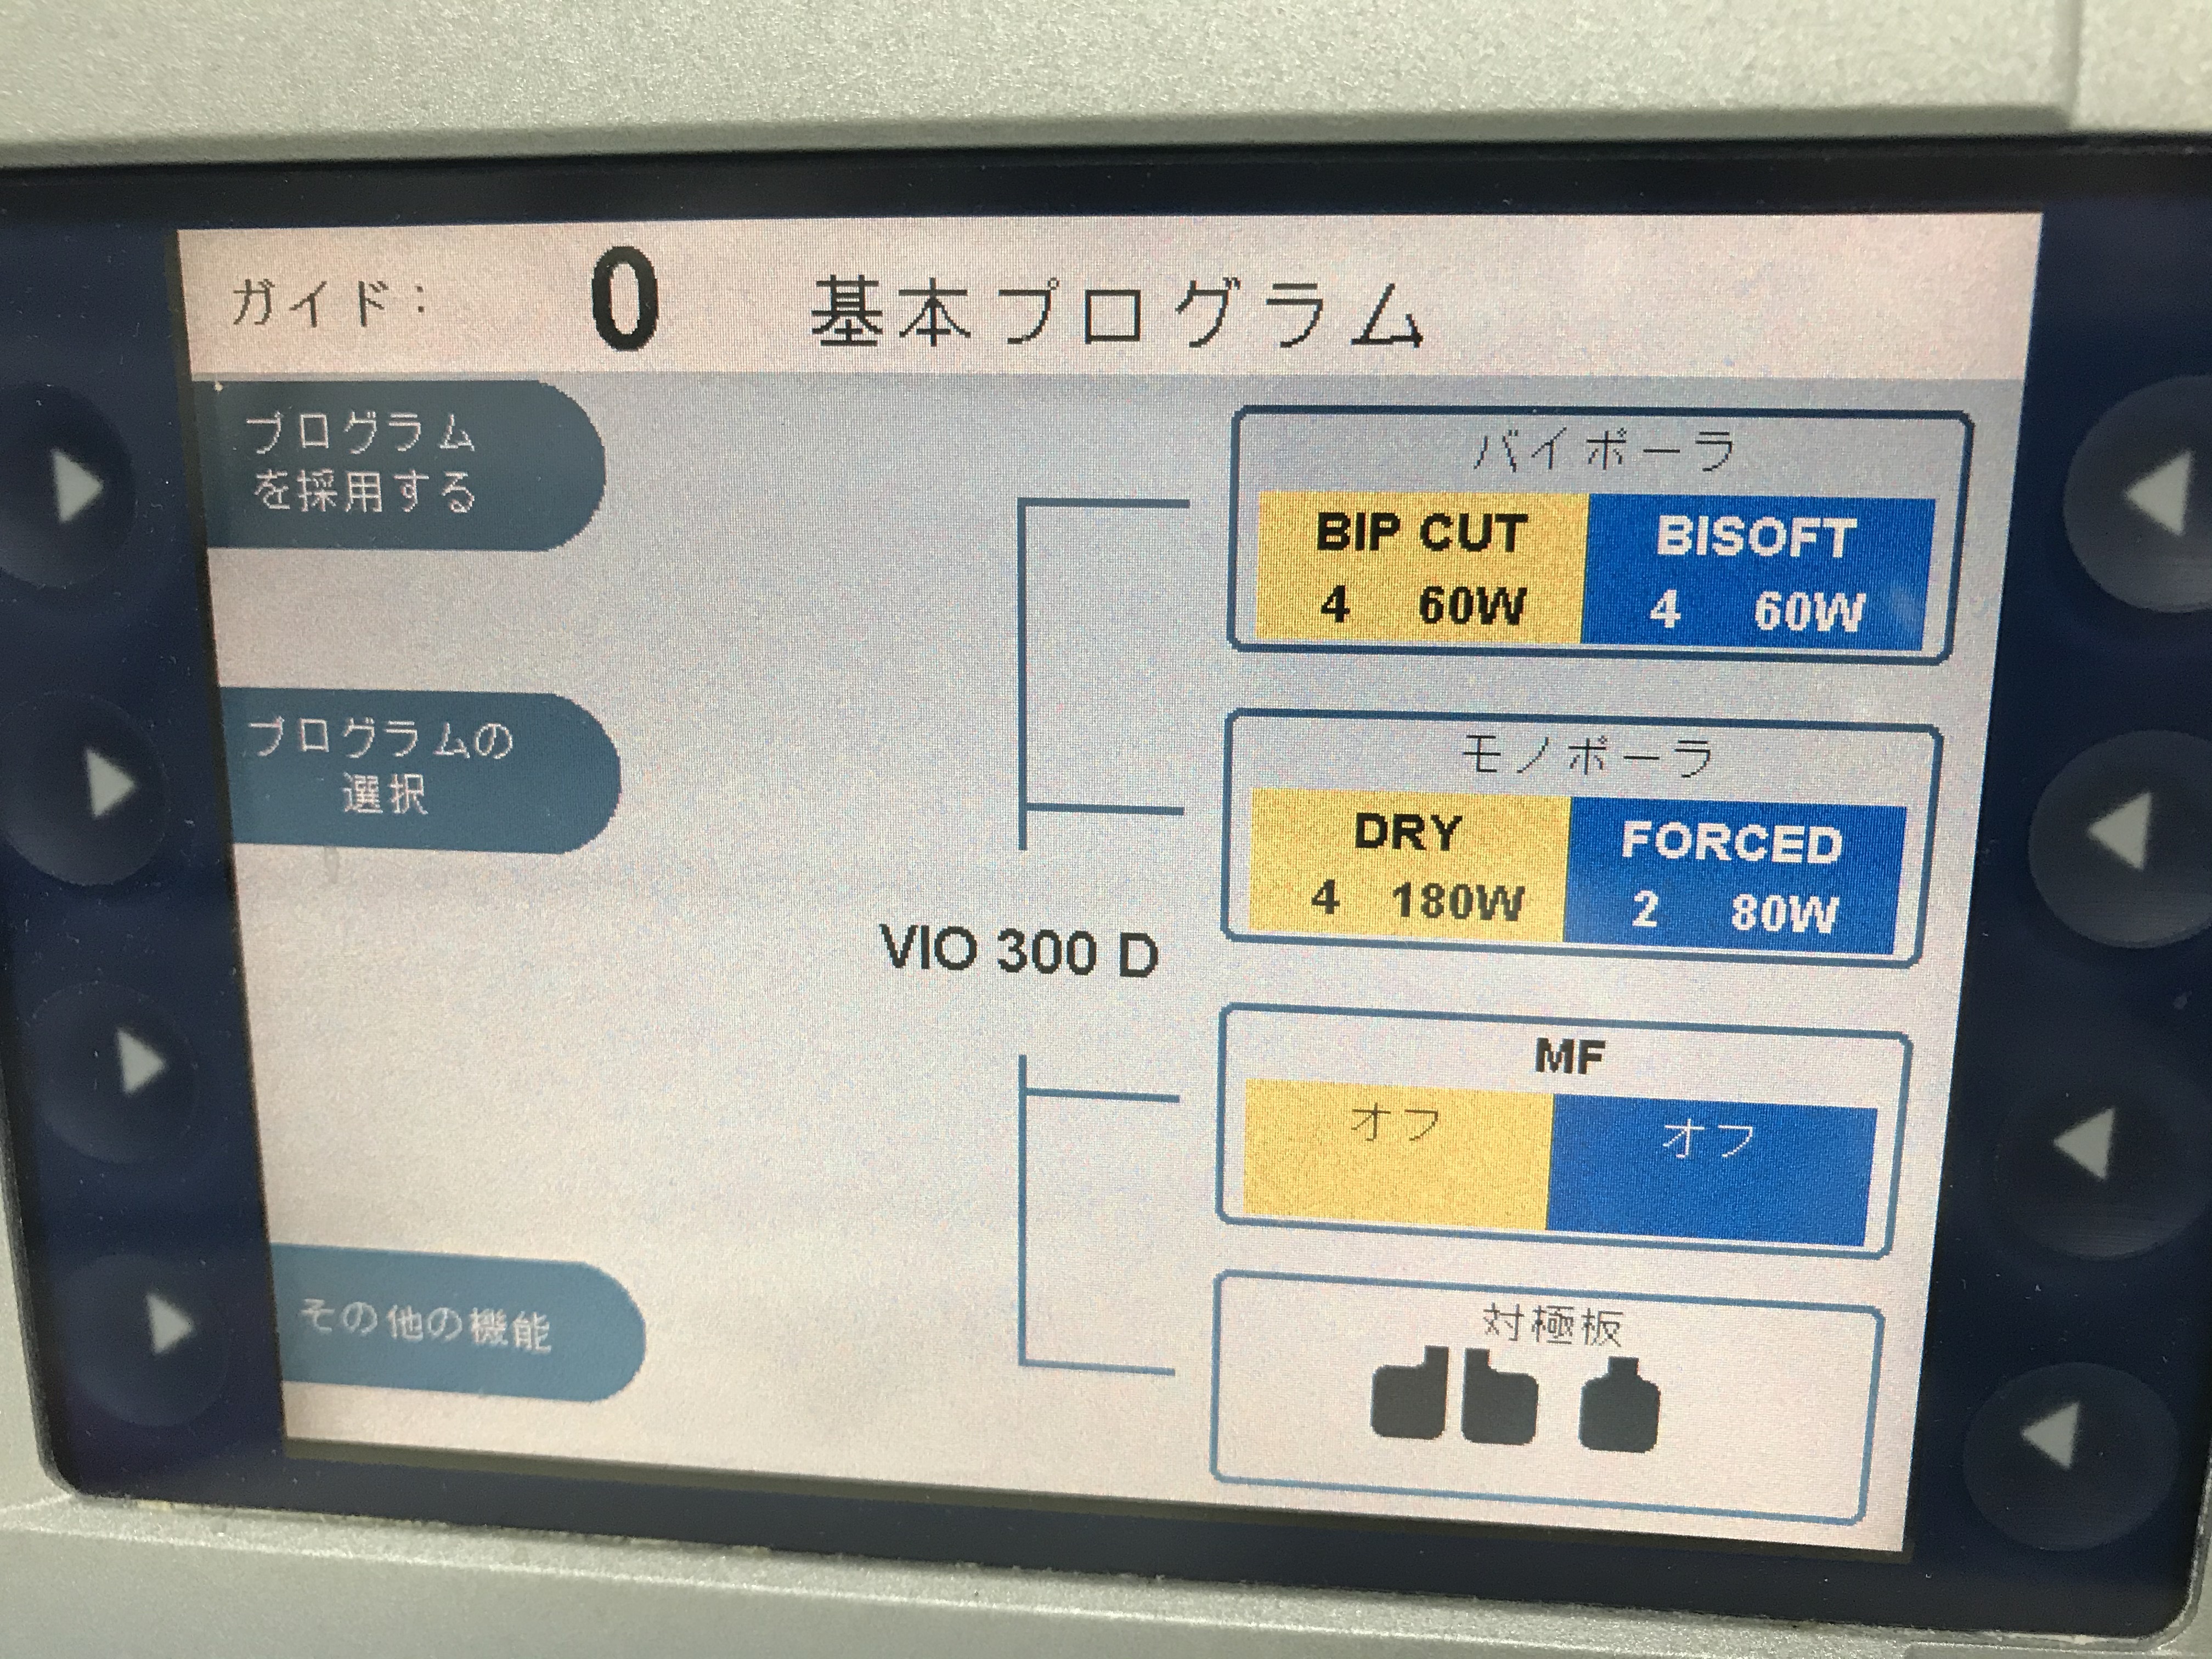 ガイド： 0 基本プログラム
プログラム
を採用する
プログラムの
選択
その他の機能
VIO 300 D
バイポーラ
BIP CUT BISOFT
4 60W 4 60W
モノポーラ
DRY FORCED
4 180W 2 80W
MF
オフ オフ
対極板